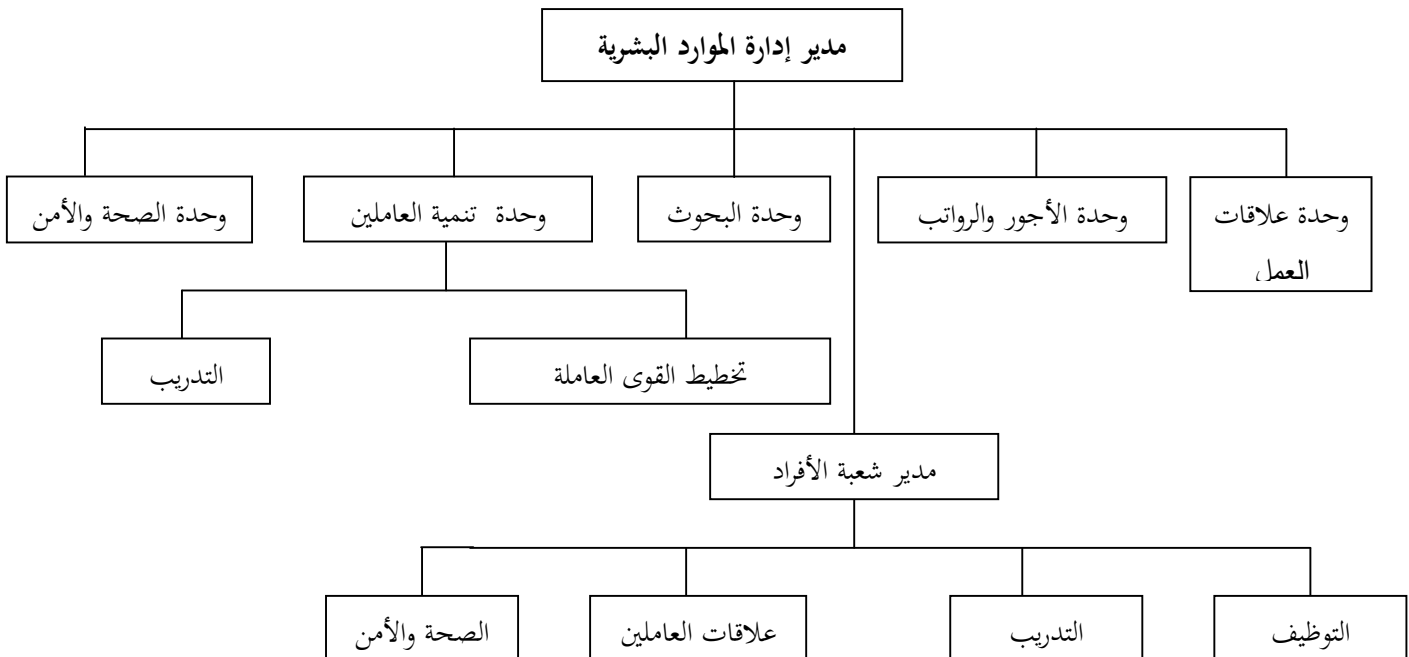 مدير إدارة الموارد البشرية
وحدة علاقات
العمل
وحدة الأجور والرواتب
وحدة البحوث
وحدة تنمية العاملين
وحدة الصحة والأمن
تخطيط القوى العاملة
التدريب
مدير شعبة الأفراد
التوظيف
التدريب
علاقات العاملين
الصحة والأمن